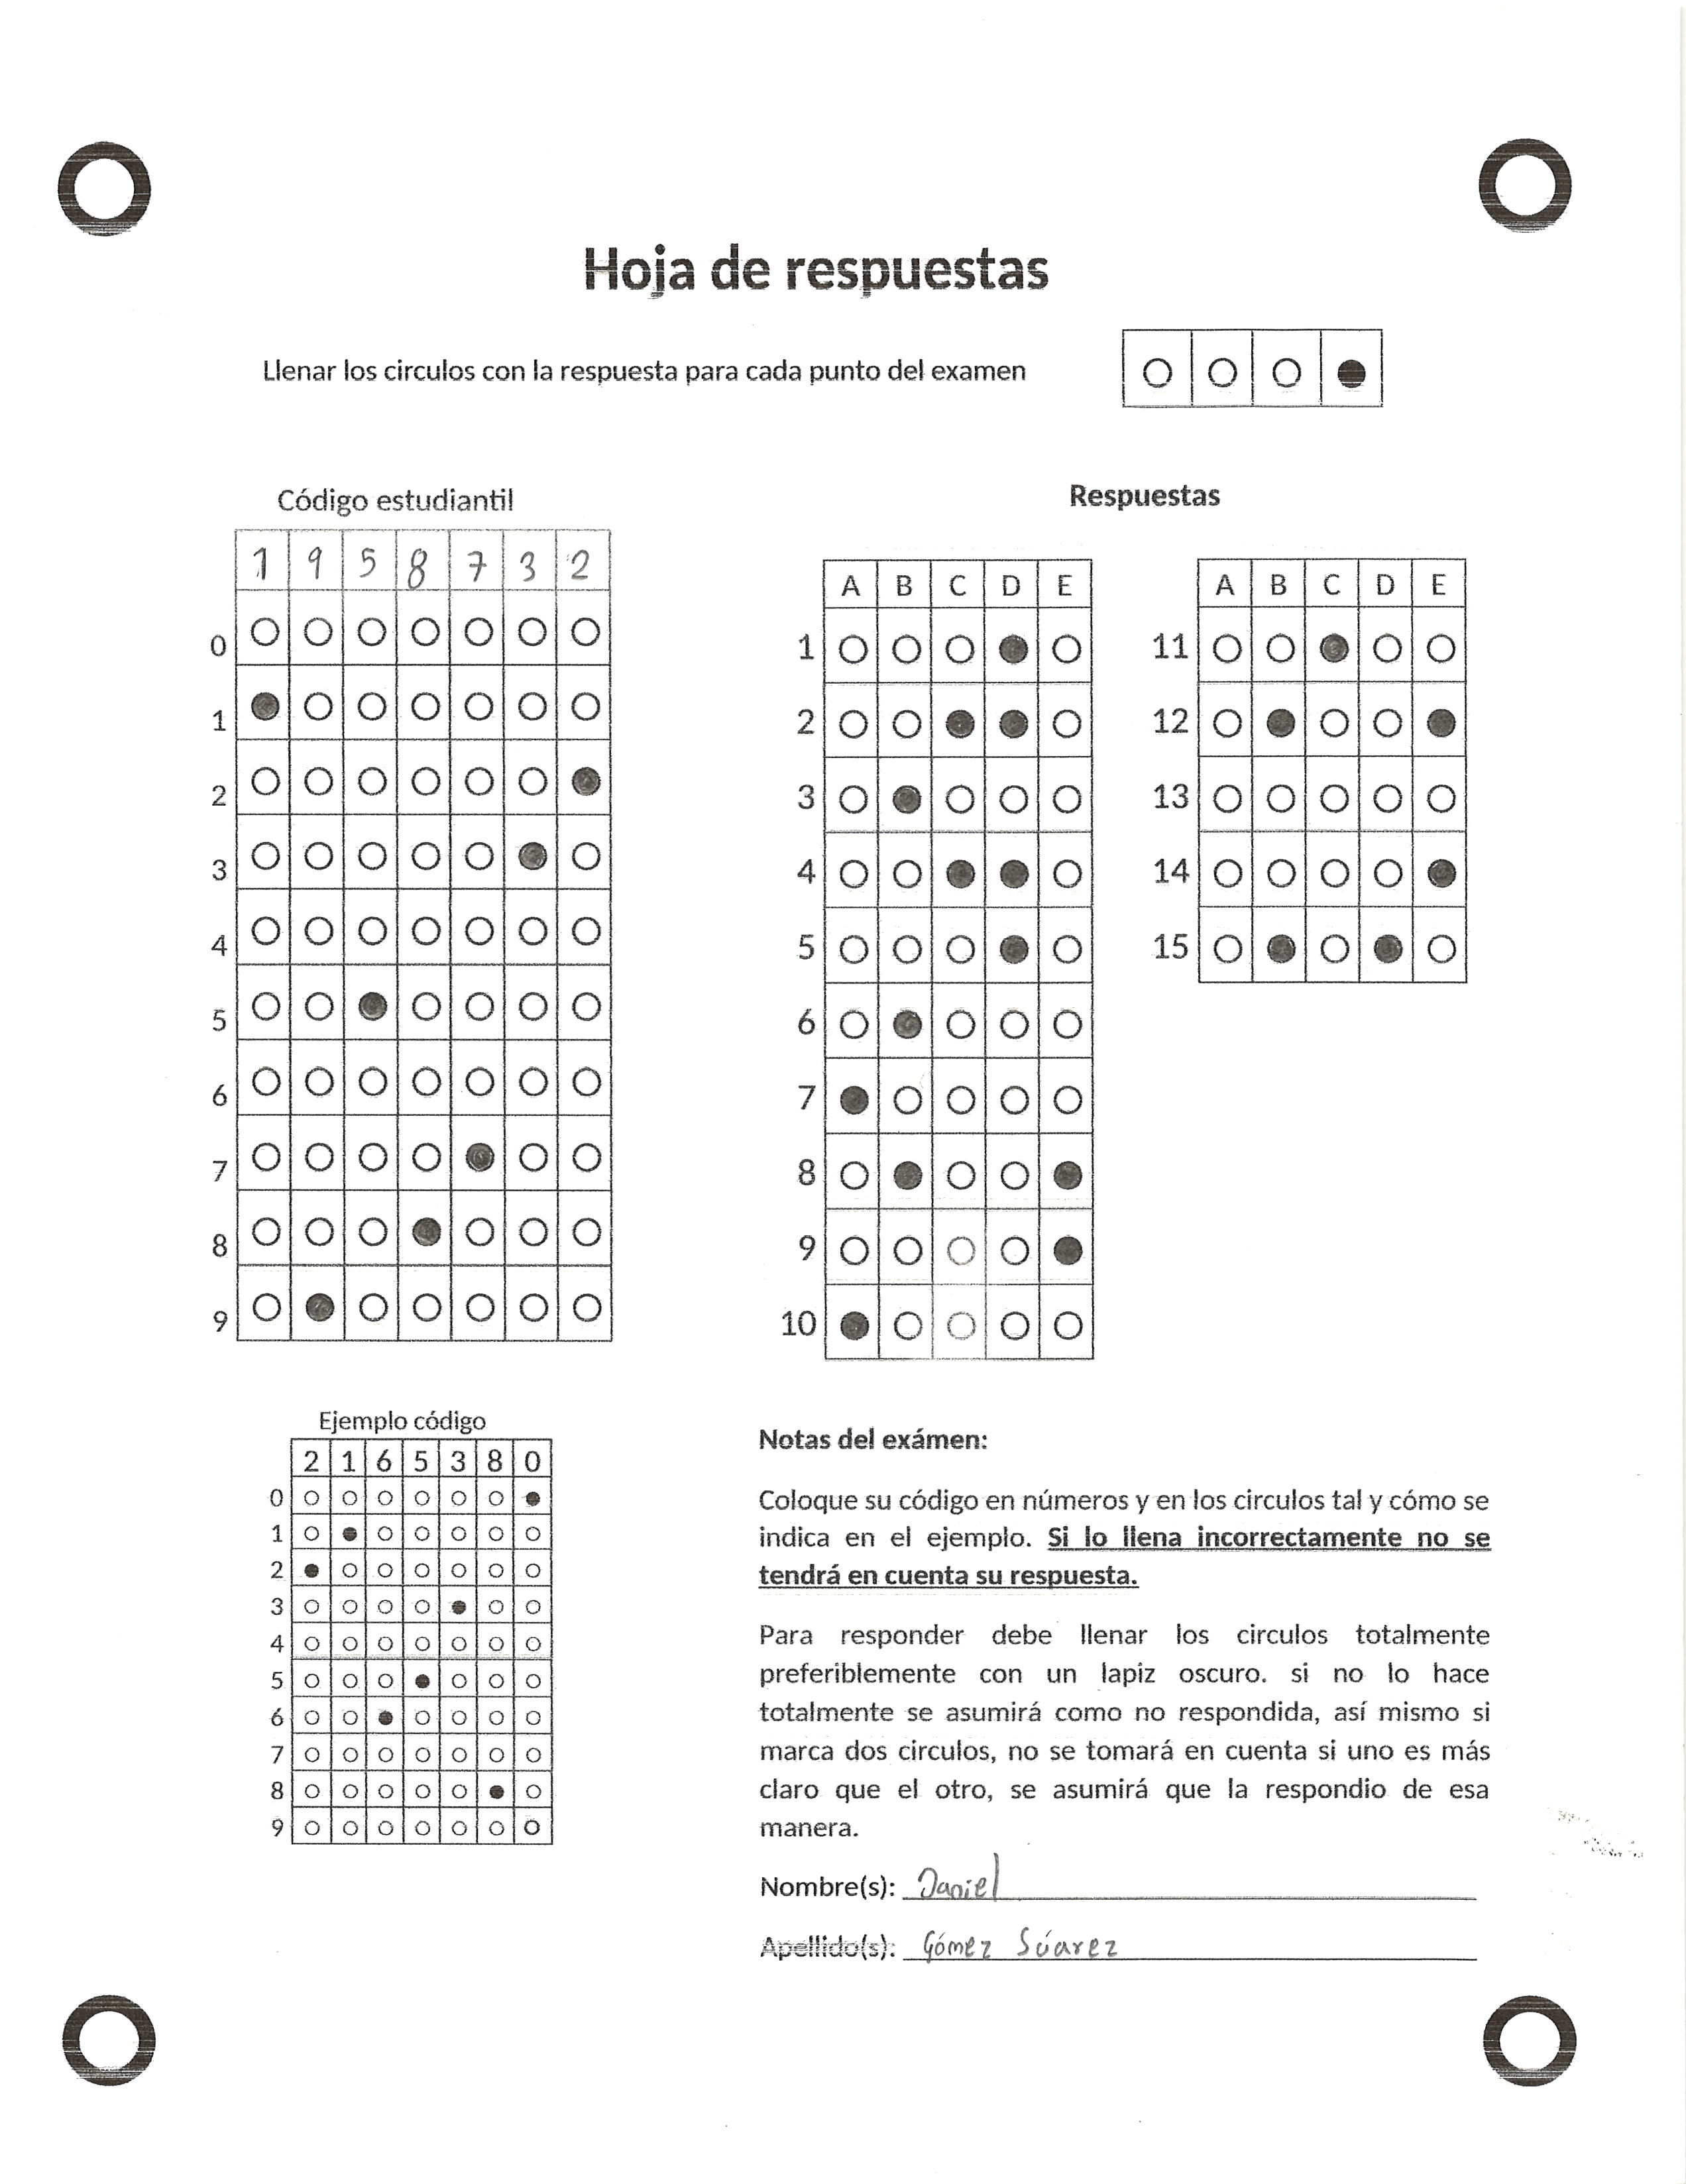 Hoja de respuestas
Llenar los circulos con la respuesta para cada punto del examen
Código estudiantil
1 9 5 8 7 3 2
0
1
2
3
4
5
6
7
8
9
Respuestas
A B C D E
1
2
3
4
5
6
7
8
9
10
A B C D E
11
12
13
14
15
Ejemplo código
2 1 6 5 3 8 0
0
1
2
3
4
5
6
7
8
9
Notas del exámen:
Coloque su código en números y en los circulos tal y cómo se
indica en el ejemplo. Si lo llena incorrectamente no se
tendrá en cuenta su respuesta.
Para responder debe llenar los circulos totalmente
preferiblemente con un lapiz oscuro. si no lo hace
totalmente se asumirá como no respondida, así mismo si
marca dos circulos, no se tomará en cuenta si uno es más
claro que el otro, se asumirá que la respondio de esa
manera.
Nombre(s): Daniel
Apellido(s): Gómez Súarez